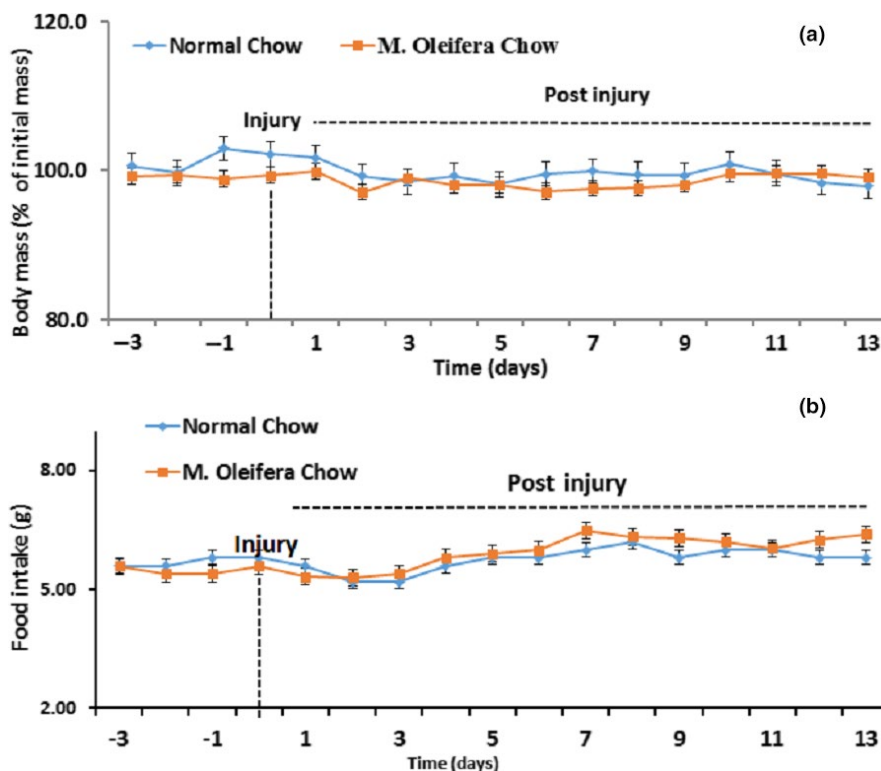 120.0
(a)
Normal Chow M. Oleifera Chow
Post injury
Injury
100.0
Body mass (% of initial mass)
80.0
–3 –1 1 3 5 7 9 11 13
Time (days)
(b)
Normal Chow
8.00
M. Oleifera Chow
Post injury
Injury
Food intake (g)
5.00
2.00
-3 -1 1 3 5 7 9 11 13
Time (days)